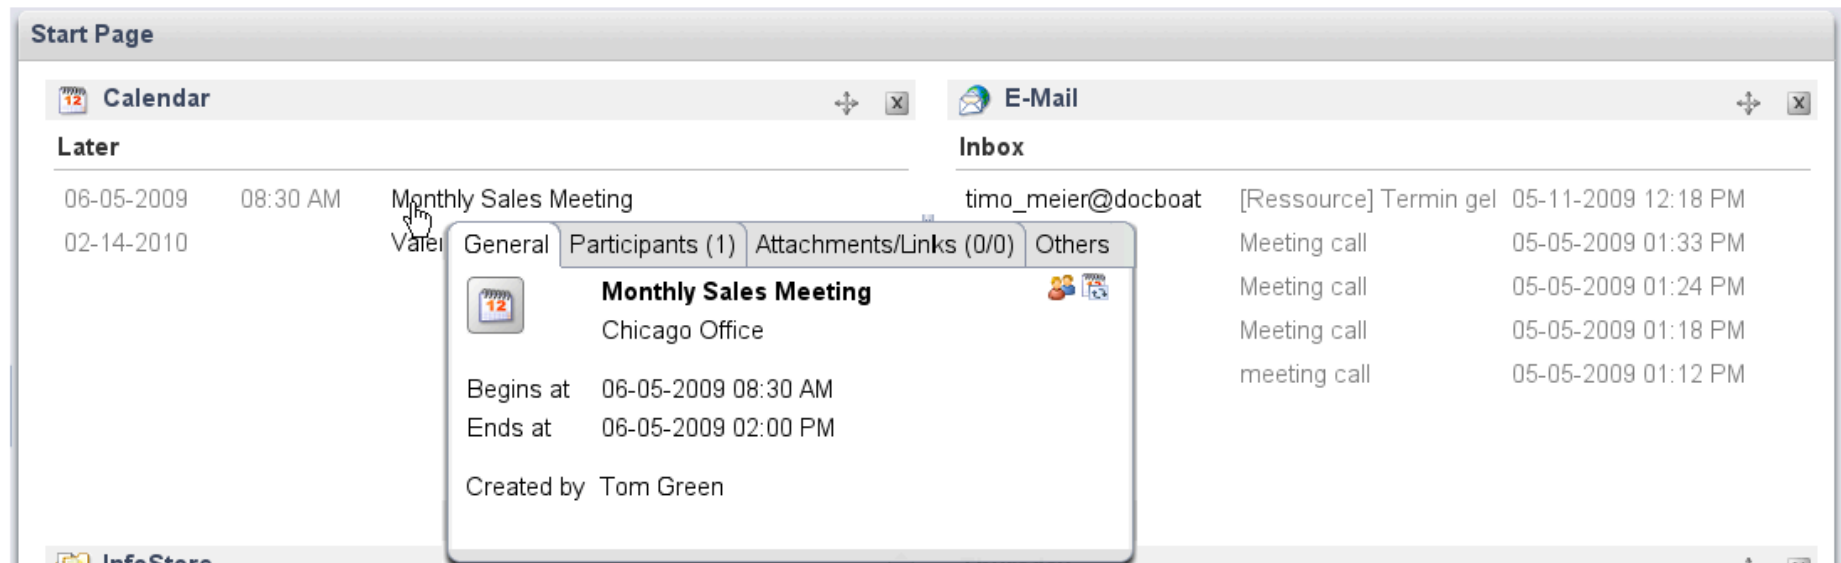 Start Page
Calendar
Later
06-05-2009 08:30 AM Monthly Sales Meeting
02-14-2010
E-Mail
Inbox
timo_meier@docboat [Ressource] Termin gel 05-11-2009 12:18 PM
Meeting call 05-05-2009 01:33 PM
Meeting call 05-05-2009 01:24 PM
Meeting call 05-05-2009 01:18 PM
meeting call 05-05-2009 01:12 PM
General Participants (1) Attachments/Links (0/0) Others
12
Monthly Sales Meeting
Chicago Office
Begins at 06-05-2009 08:30 AM
Ends at 06-05-2009 02:00 PM
Created by Tom Green
InfoStore